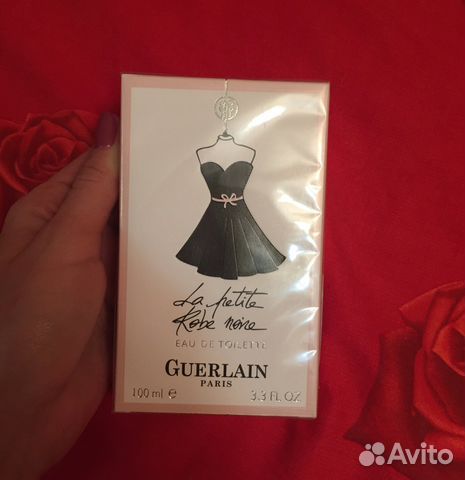 La petite
Robe noire
EAU DE TOILETTE
GUERLAIN
PARIS
100 ml e 3.3 FL. OZ
Avito